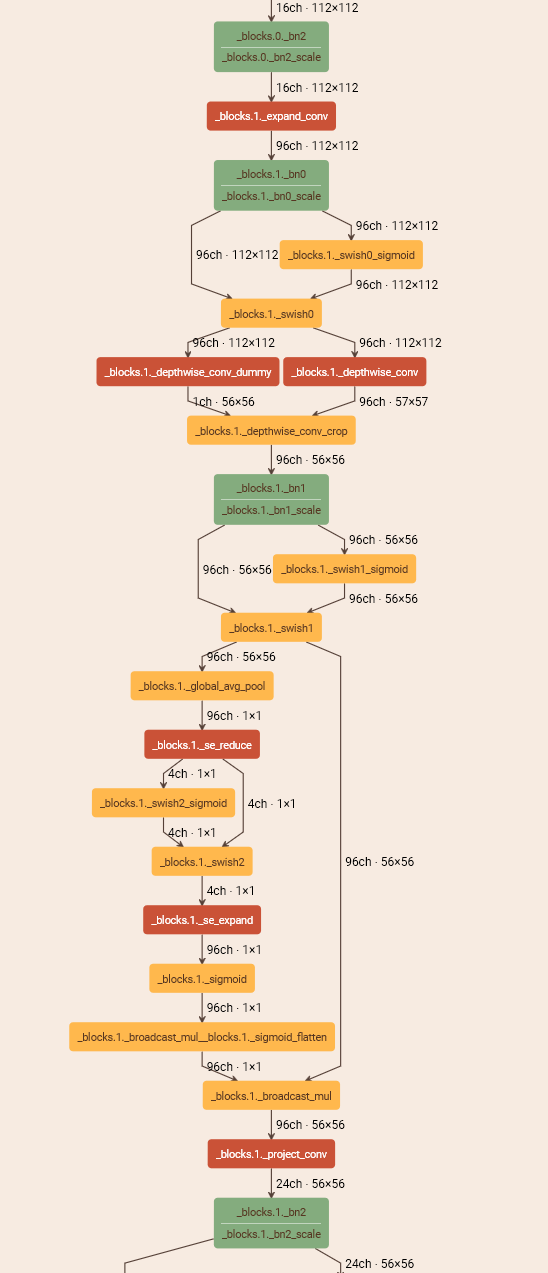 16ch · 112×112
_blocks.0._bn2
_blocks.0._bn2_scale
16ch · 112×112
_blocks.1._expand_conv
96ch · 112×112
_blocks.1._bn0
_blocks.1._bn0_scale
96ch · 112×112
96ch · 112×112
_blocks.1._swish0_sigmoid
96ch · 112×112
_blocks.1._swish0
96ch · 112×112
96ch · 112×112
_blocks.1._depthwise_conv_dummy
_blocks.1._depthwise_conv
1ch · 56×56
96ch · 57×57
_blocks.1._depthwise_conv_crop
96ch · 56×56
_blocks.1._bn1
_blocks.1._bn1_scale
96ch · 56×56
96ch · 56×56
_blocks.1._swish1_sigmoid
96ch · 56×56
_blocks.1._swish1
96ch · 56×56
_blocks.1._global_avg_pool
96ch · 1×1
_blocks.1._se_reduce
4ch · 1×1
_blocks.1._swish2_sigmoid
4ch · 1×1
4ch · 1×1
_blocks.1._swish2
96ch · 56×56
4ch · 1×1
_blocks.1._se_expand
96ch · 1×1
_blocks.1._sigmoid
96ch · 1×1
_blocks.1._broadcast_mul__blocks.1._sigmoid_flatten
96ch · 1×1
_blocks.1._broadcast_mul
96ch · 56×56
_blocks.1._project_conv
24ch · 56×56
_blocks.1._bn2
_blocks.1._bn2_scale
24ch · 56×56